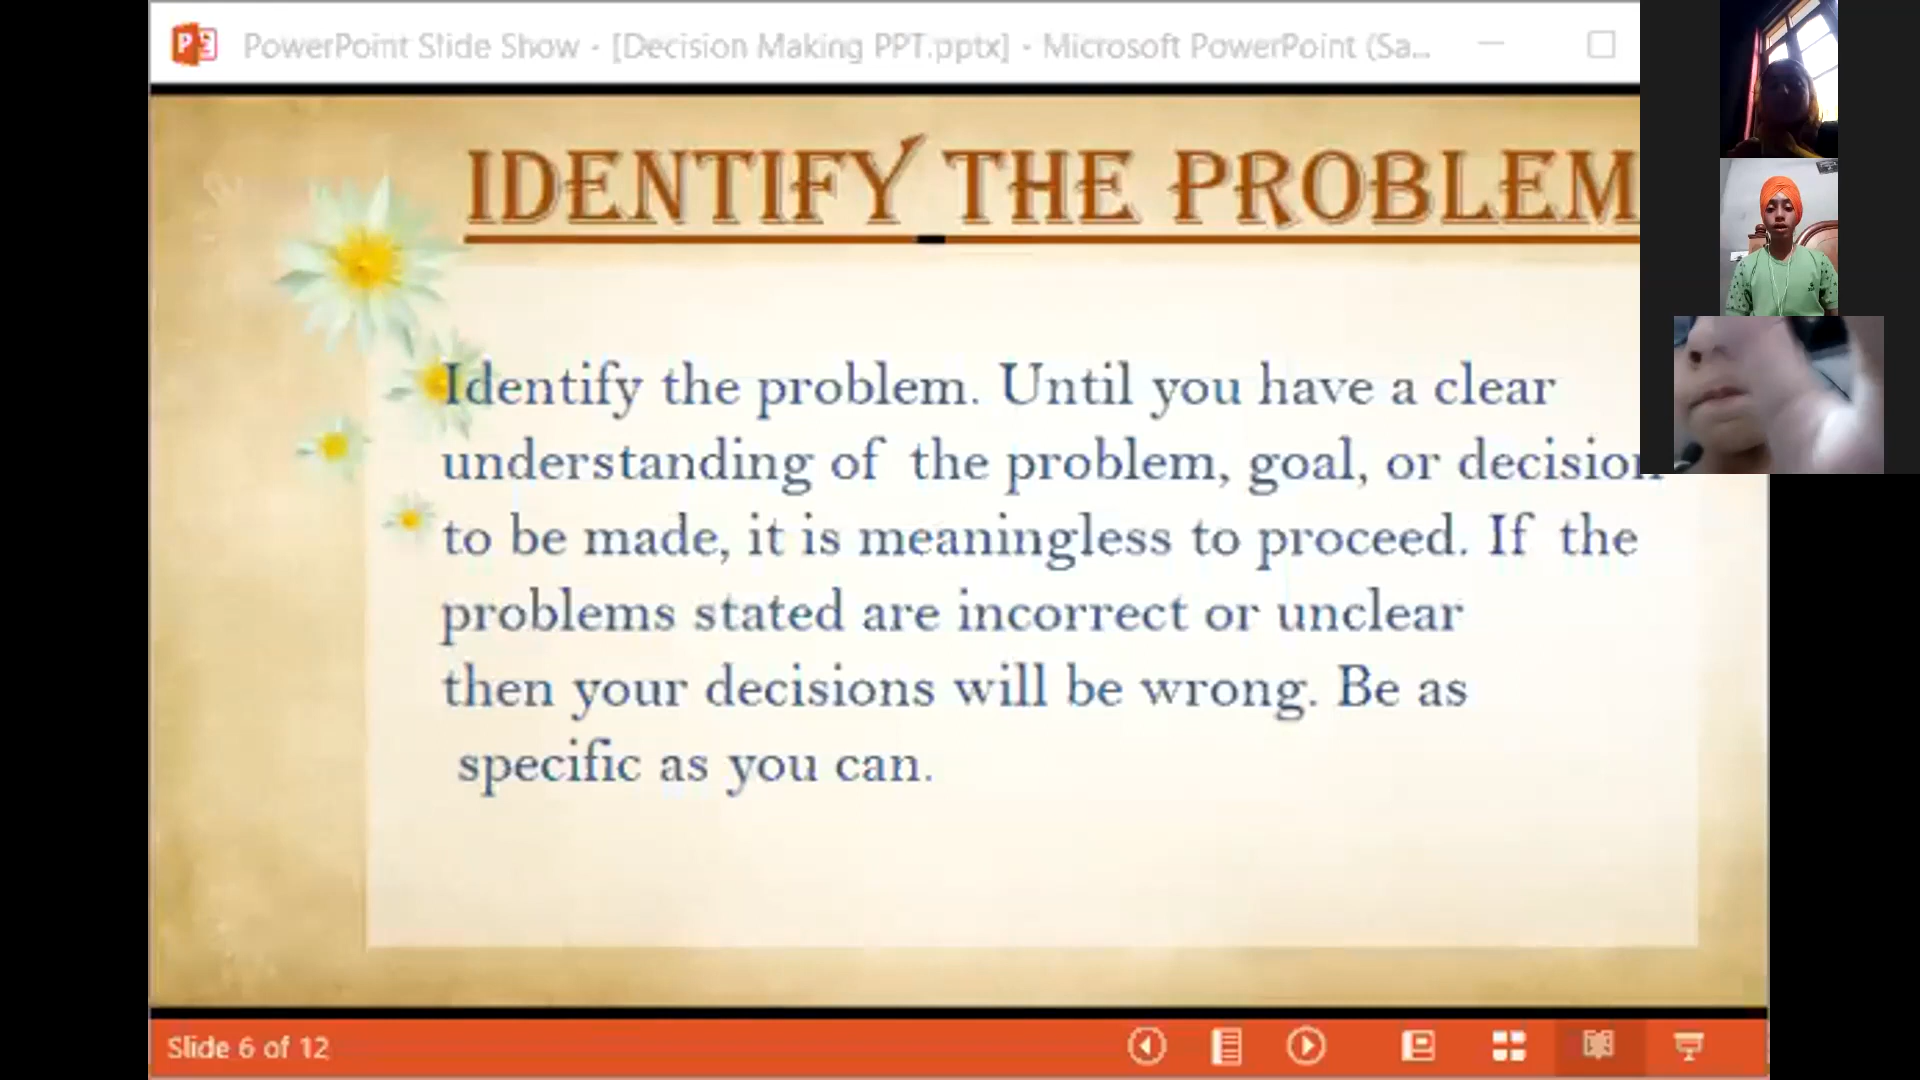 PowerPoint Slide Show - [Decision Making PPT.pptx] - Microsoft PowerPoint (Sa...
IDENTIFY THE PROBLEM
Identify the problem. Until you have a clear
understanding of the problem, goal, or decision
to be made, it is meaningless to proceed. If the
problems stated are incorrect or unclear
then your decisions will be wrong. Be as
specific as you can.
Slide 6 of 12